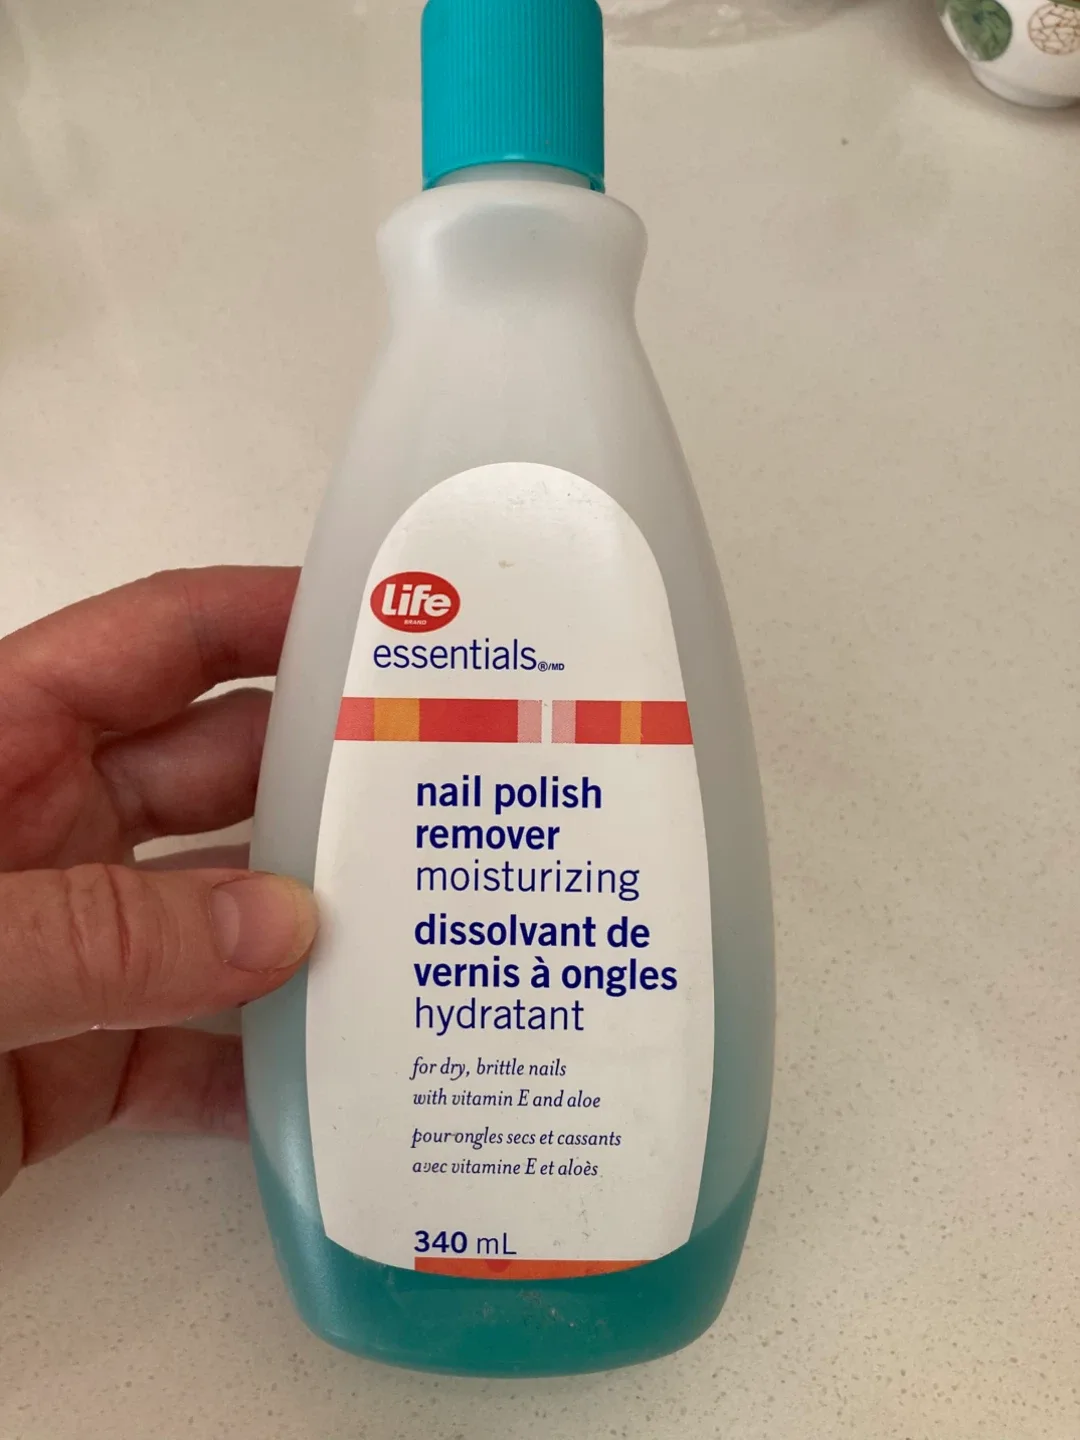 Life
BRAND
essentials®/MD
nail polish
remover
moisturizing
dissolvant de
vernis à ongles
hydratant
for dry, brittle nails
with vitamin E and aloe
pour ongles secs et cassants
avec vitamine E et aloès
340 mL